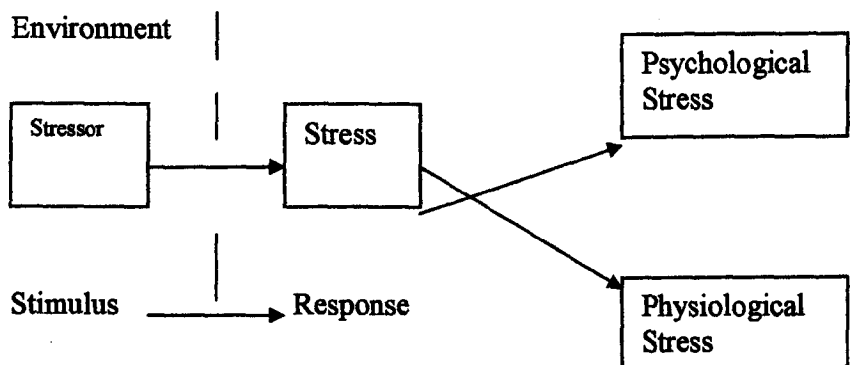 Environment
Psychological
Stress
Stressor
Stress
Stimulus
Response
Physiological
Stress